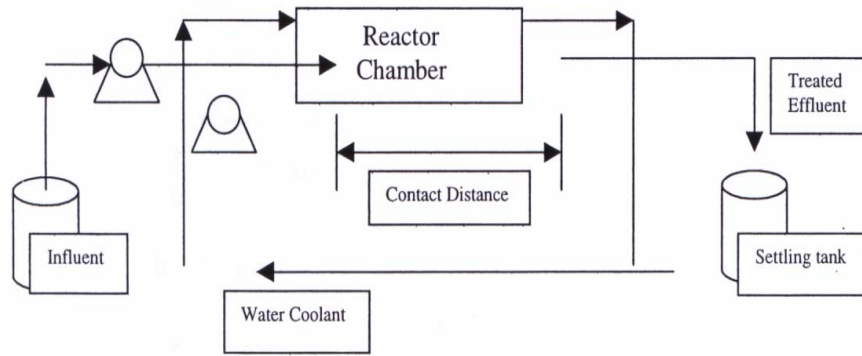 Reactor
Chamber
Treated
Effluent
Contact Distance
Influent
Settling tank
Water Coolant